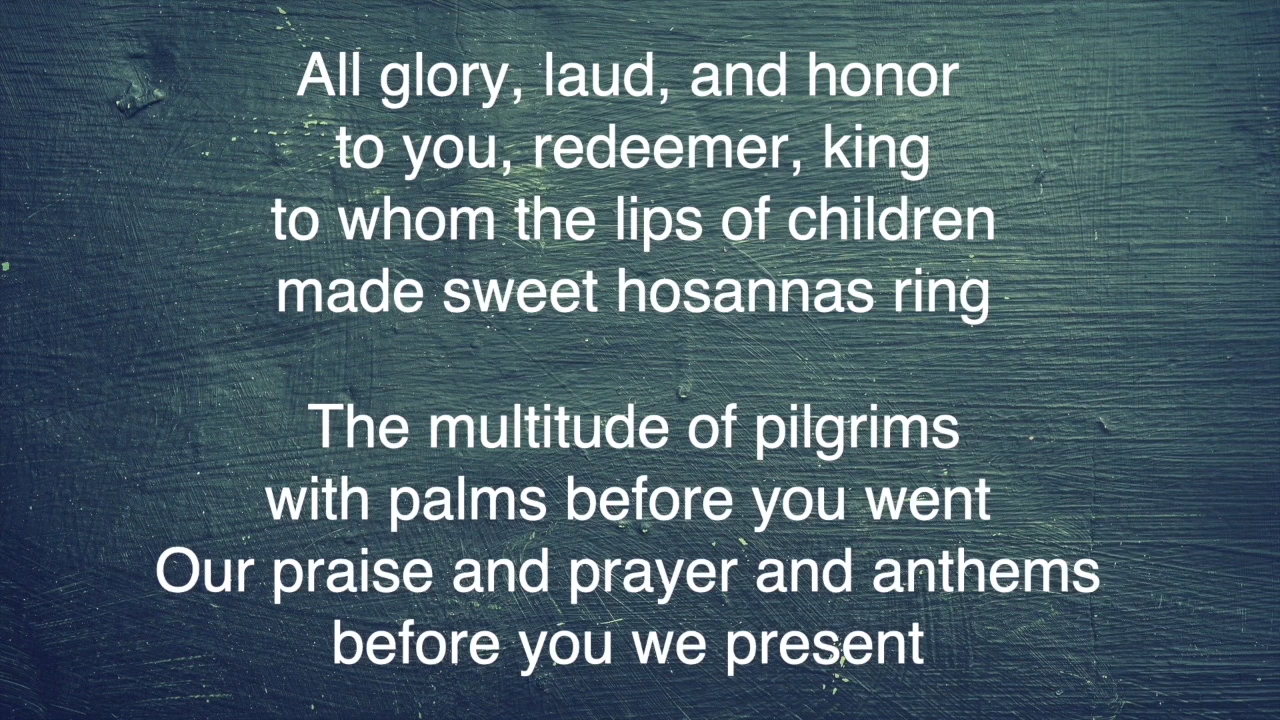 All glory, laud, and honor
to you, redeemer, king
to whom the lips of children
made sweet hosannas ring
The multitude of pilgrims
with palms before you went
Our praise and prayer and anthems
before you we present